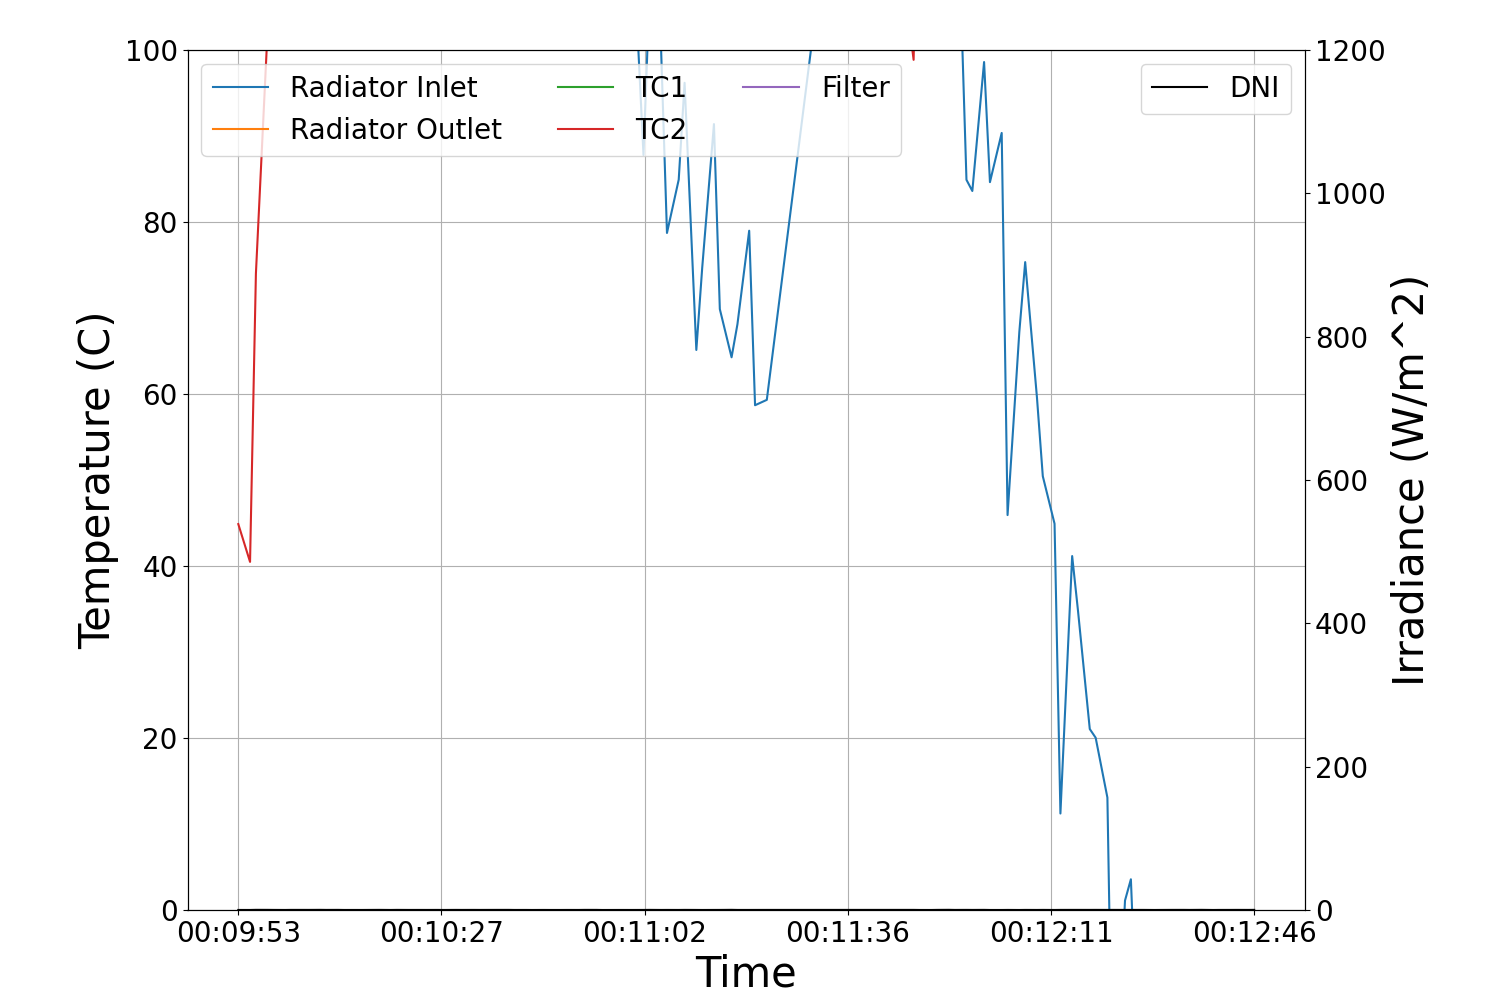 100
80
60
40
20
0
Temperature (C)
Radiator Inlet
Radiator Outlet
TC1
TC2
Filter
DNI
1200
1000
800
600
400
200
0
Irradiance (W/m^2)
00:09:53 00:10:27 00:11:02 00:11:36 00:12:11 00:12:46
Time